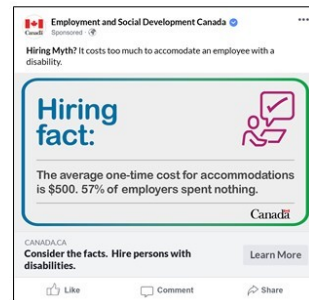 Canada
Employment and Social Development Canada
Sponsored ·
Hiring Myth? It costs too much to accomodate an employee with a
disability.
Hiring
fact:
The average one-time cost for accommodations
is $500. 57% of employers spent nothing.
Canada
CANADA.CA
Consider the facts. Hire persons with
disabilities.
Learn More
Like
Comment
Share